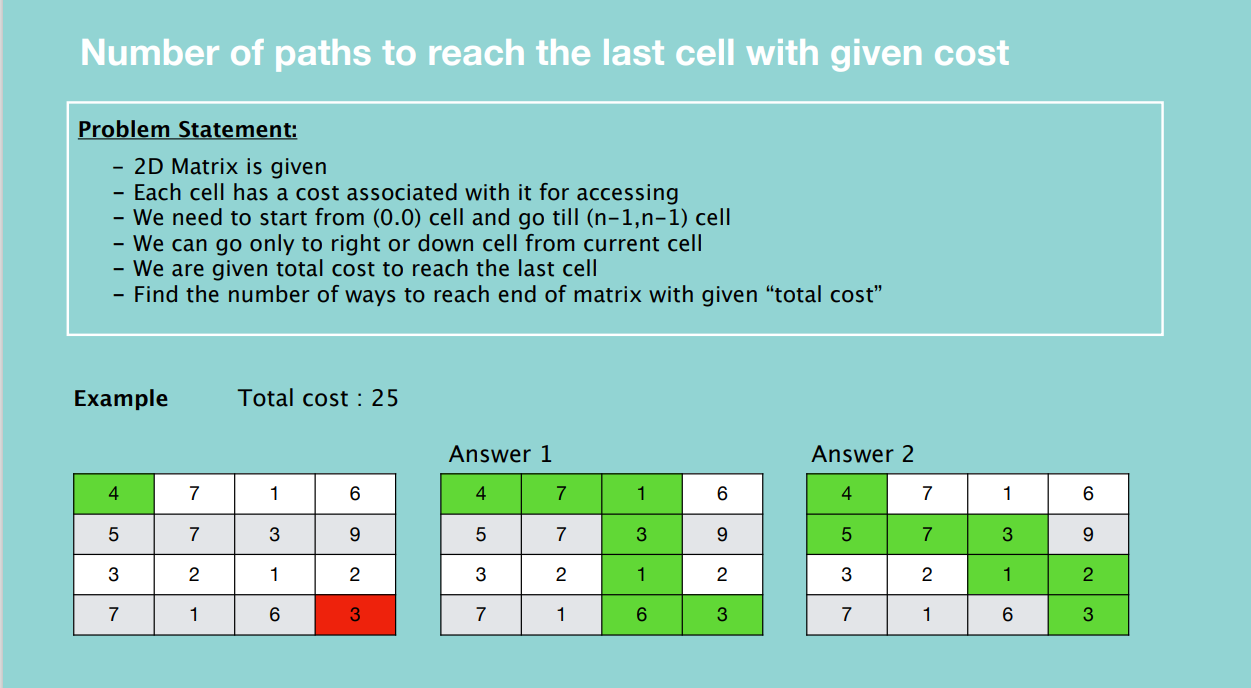 Number of paths to reach the last cell with given cost
Problem Statement:
– 2D Matrix is given
– Each cell has a cost associated with it for accessing
– We need to start from (0.0) cell and go till (n-1,n-1) cell
– We can go only to right or down cell from current cell
– We are given total cost to reach the last cell
– Find the number of ways to reach end of matrix with given “total cost”
Example Total cost : 25
Answer 1 Answer 2
4 7 1 6 4 7 1 6 4 7 1 6
5 7 3 9 5 7 3 9 5 7 3 9
3 2 1 2 3 2 1 2 3 2 1 2
7 1 6 3 7 1 6 3 7 1 6 3